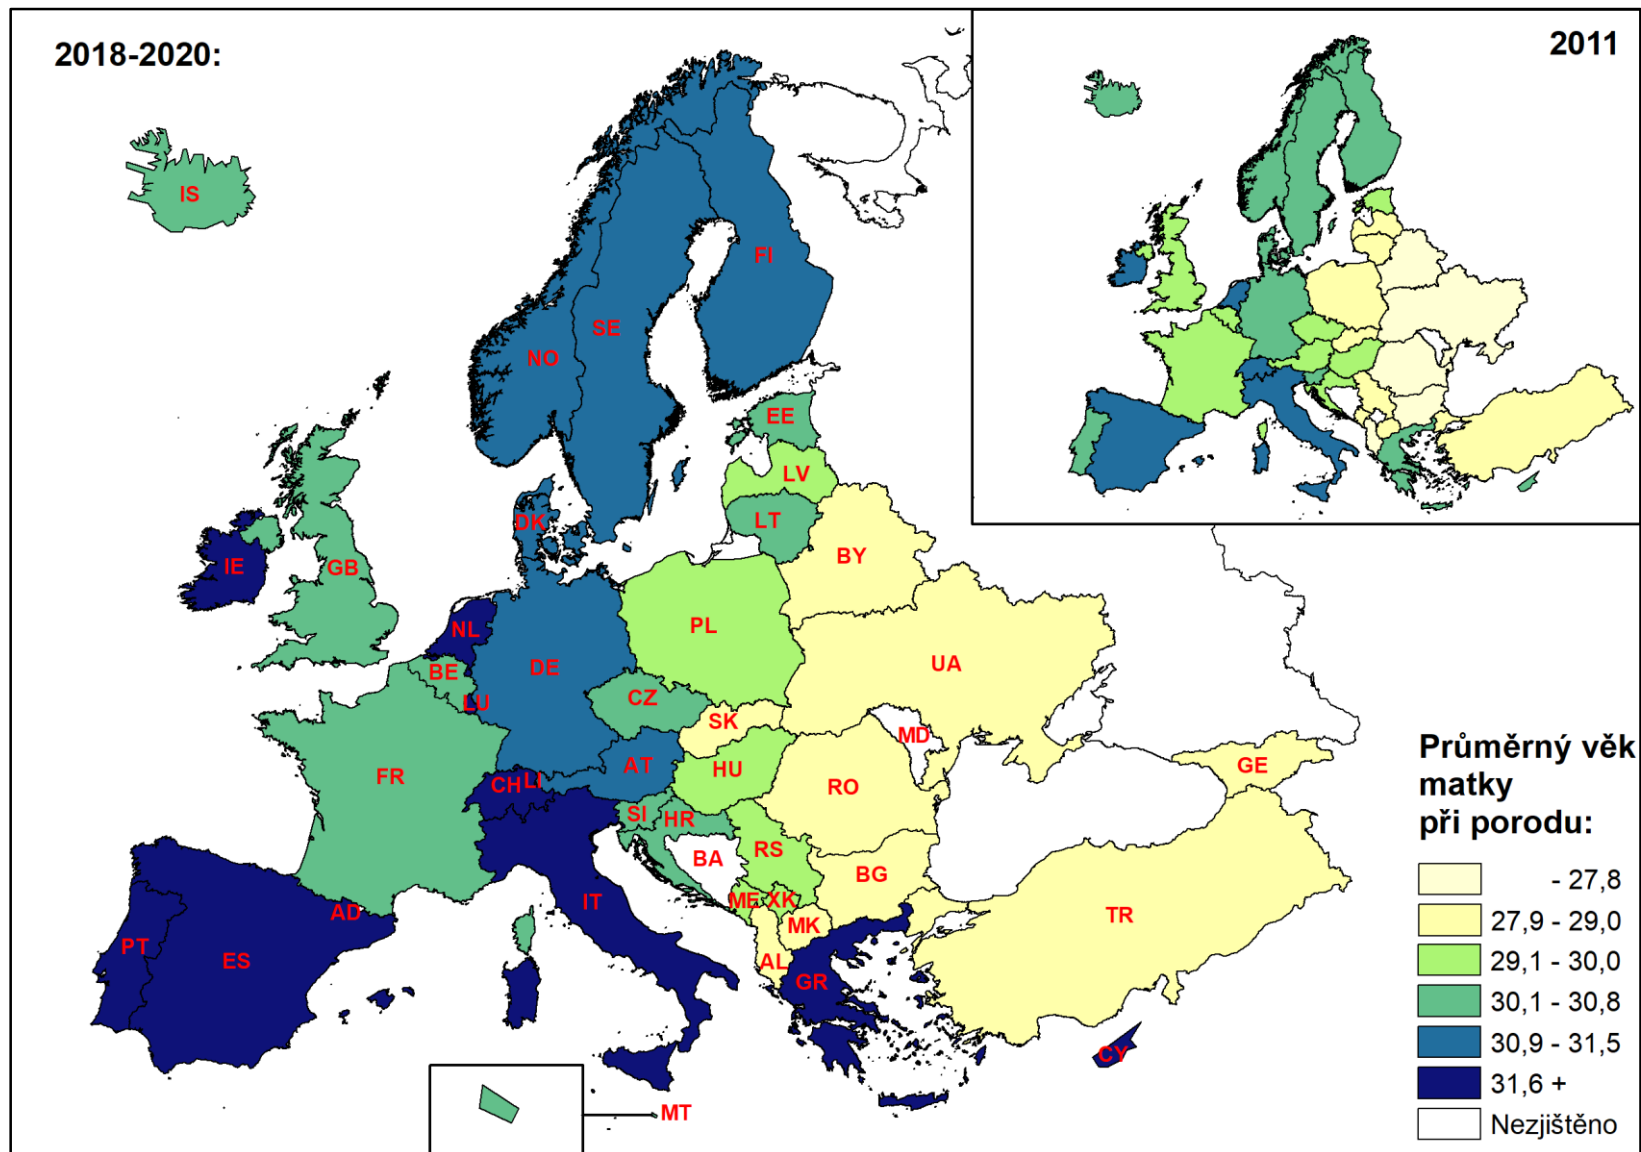 2018-2020:
2011
IS
FI
SE
NO
EE
LV
LT
DK
BY
IE
GB
NL
PL
DE
BE
UA
LU
CZ
SK
MD
FR
AT
HU
GE
CH
LI
RO
SI
HR
RS
BA
BG
ME
XK
MK
IT
AD
TR
PT
ES
AL
GR
CY
MT
Průměrný věk
matky
při porodu:
- 27,8
27,9 - 29,0
29,1 - 30,0
30,1 - 30,8
30,9 - 31,5
31,6 +
Nezjištěno